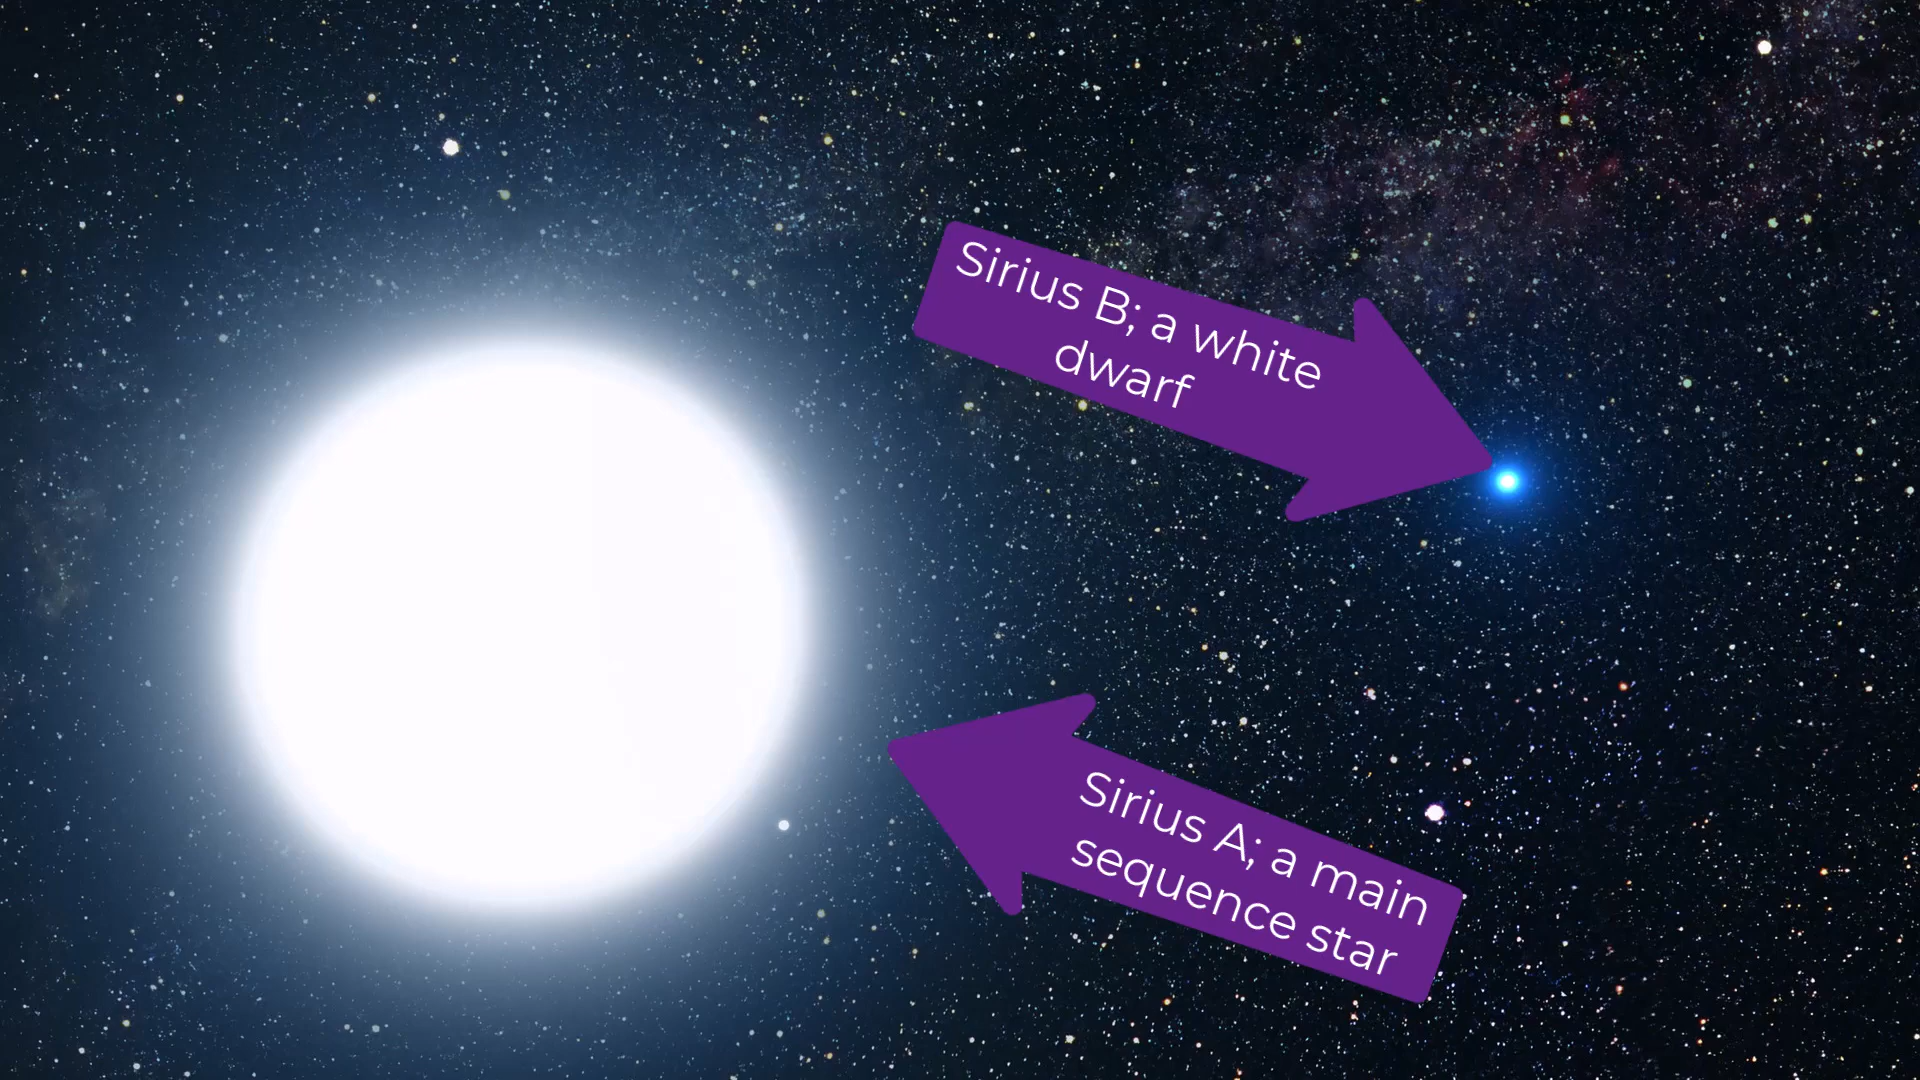 Sirius B; a white
dwarf
Sirius A; a main
sequence star